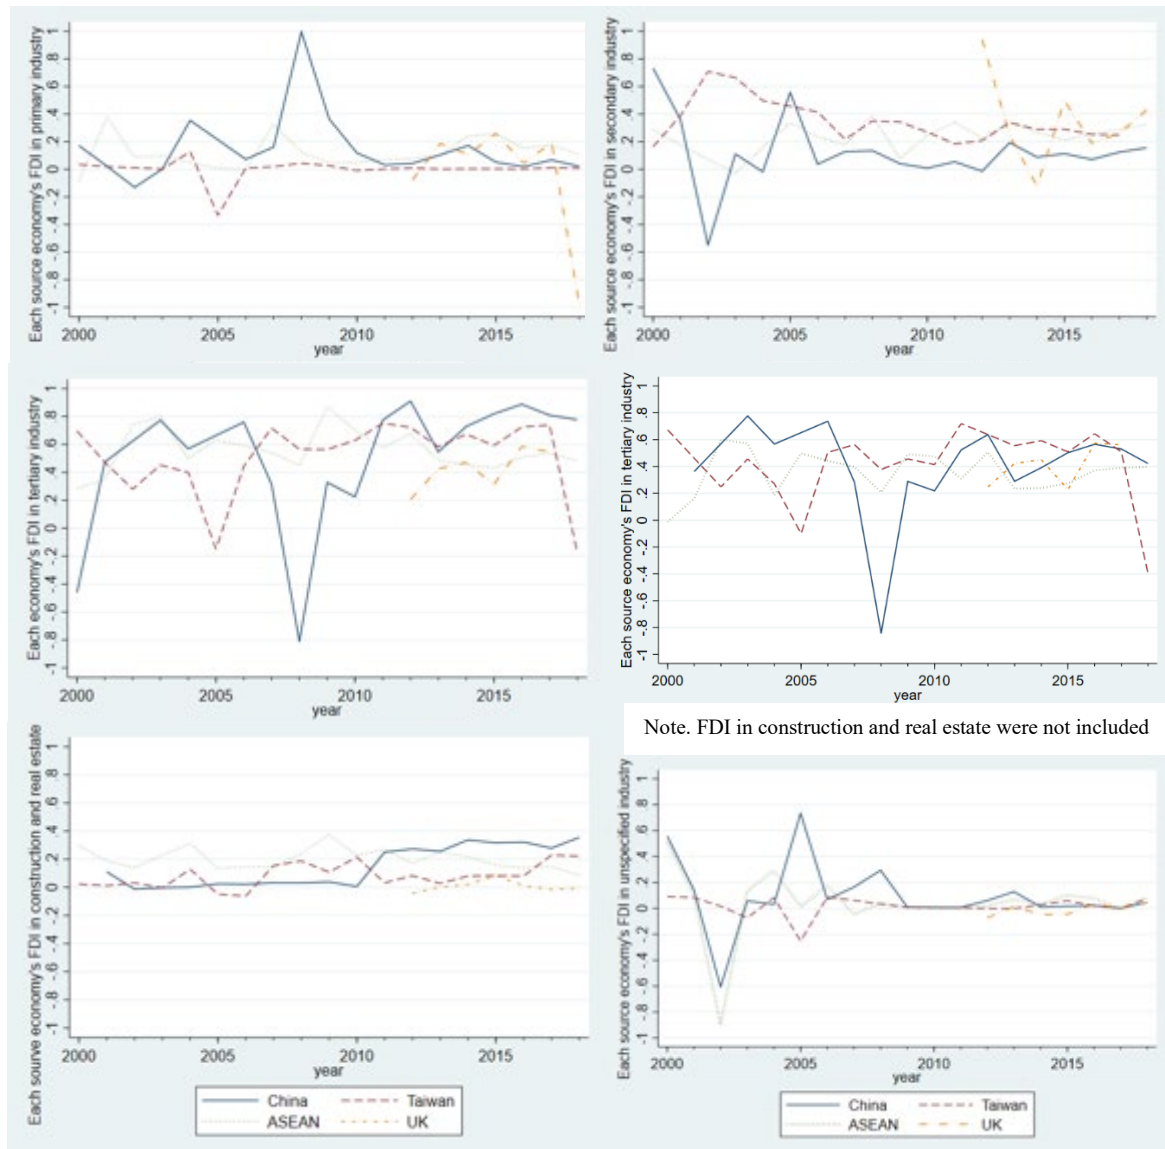 Each source economy's FDI in primary industry
1
.8
.6
.4
.2
0
-.2
-.4
-.6
-.8
-1
2000 2005 2010 2015
year
Each source economy's FDI in secondary industry
1
.8
.6
.4
.2
0
-.2
-.4
-.6
-.8
-1
2000 2005 2010 2015
year
Each economy's FDI in tertiary industry
1
.8
.6
.4
.2
0
-.2
-.4
-.6
-.8
-1
2000 2005 2010 2015
year
Each source economy's FDI in tertiary industry
1
.8
.6
.4
.2
0
-.2
-.4
-.6
-.8
-1
2000 2005 2010 2015
year
Note. FDI in construction and real estate were not included
Each sourve economy's FDI in construction and real estate
1
.8
.6
.4
.2
0
-.2
-.4
-.6
-.8
-1
2000 2005 2010 2015
year
China Taiwan
ASEAN UK
Each source economy's FDI in unspecified industry
1
.8
.6
.4
.2
0
-.2
-.4
-.6
-.8
-1
2000 2005 2010 2015
year
China Taiwan
ASEAN UK